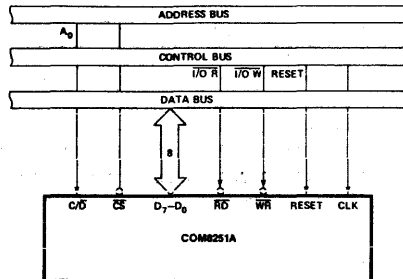 ADDRESS BUS
A₀
CONTROL BUS
I/O R I/O W RESET
DATA BUS
8
C/D CS D₇–D₀ RD WR RESET CLK
COM8251A